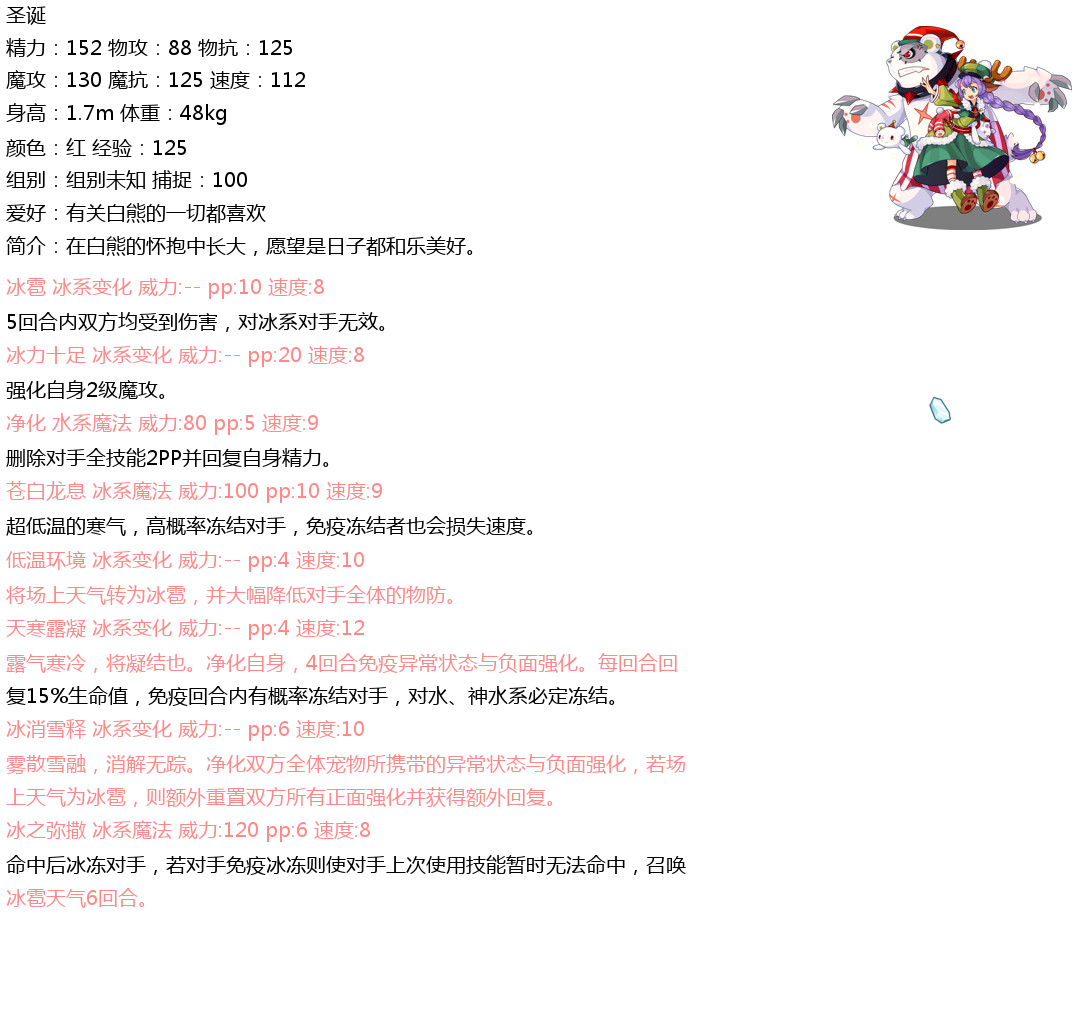 圣诞
精力：152 物攻：88 物抗：125
魔攻：130 魔抗：125 速度：112
身高：1.7m 体重：48kg
颜色：红 经验：125
组别：组别未知 捕捉：100
爱好：有关白熊的一切都喜欢
简介：在白熊的怀抱中长大，愿望是日子都和乐美好。
冰雹 冰系变化 威力:-- pp:10 速度:8
5回合内双方均受到伤害，对冰系对手无效。
冰力十足 冰系变化 威力:-- pp:20 速度:8
强化自身2级魔攻。
净化 水系魔法 威力:80 pp:5 速度:9
删除对手全技能2PP并回复自身精力。
苍白龙息 冰系魔法 威力:100 pp:10 速度:9
超低温的寒气，高概率冻结对手，免疫冻结者也会损失速度。
低温环境 冰系变化 威力:-- pp:4 速度:10
将场上天气转为冰雹，并大幅降低对手全体的物防。
天寒露凝 冰系变化 威力:-- pp:4 速度:12
露气寒冷，将凝结也。净化自身，4回合免疫异常状态与负面强化。每回合回
复15%生命值，免疫回合内有概率冻结对手，对水、神水系必定冻结。
冰消雪释 冰系变化 威力:-- pp:6 速度:10
雾散雪融，消解无踪。净化双方全体宠物所携带的异常状态与负面强化，若场
上天气为冰雹，则额外重置双方所有正面强化并获得额外回复。
冰之弥撒 冰系魔法 威力:120 pp:6 速度:8
命中后冰冻对手，若对手免疫冰冻则使对手上次使用技能暂时无法命中，召唤
冰雹天气6回合。